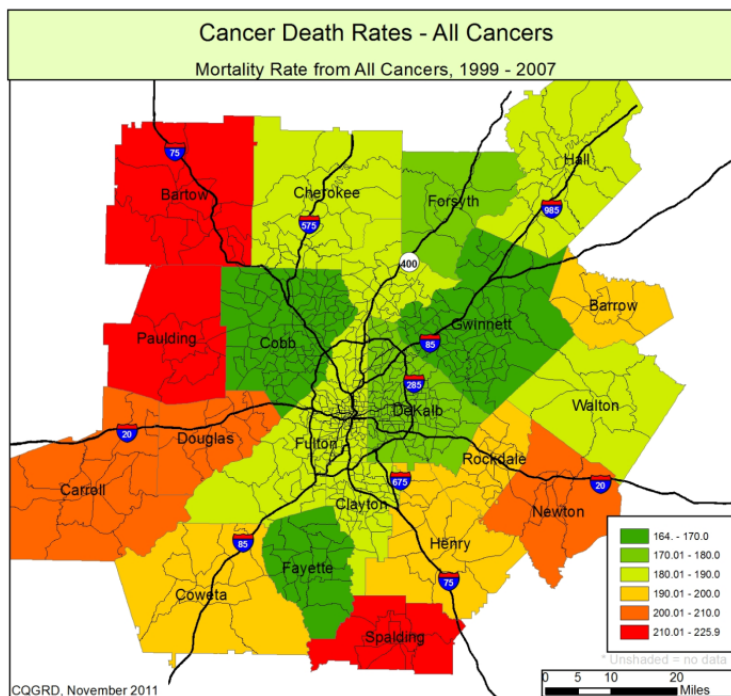 Cancer Death Rates - All Cancers
Mortality Rate from All Cancers, 1999 - 2007
75
Bartow
Cherokee
575
Forsyth
Hall
985
400
Barrow
Paulding
Cobb
Gwinnett
85
285
DeKalb
Walton
20
Douglas
Fulton
Carroll
Rockdale
675
20
Clayton
Newton
85
Henry
Fayette
75
Coweta
Spalding
164. - 170.0
170.01 - 180.0
180.01 - 190.0
190.01 - 200.0
200.01 - 210.0
210.01 - 225.9
* Unshaded = no data
0 5 10 20
Miles
CQGRD, November 2011